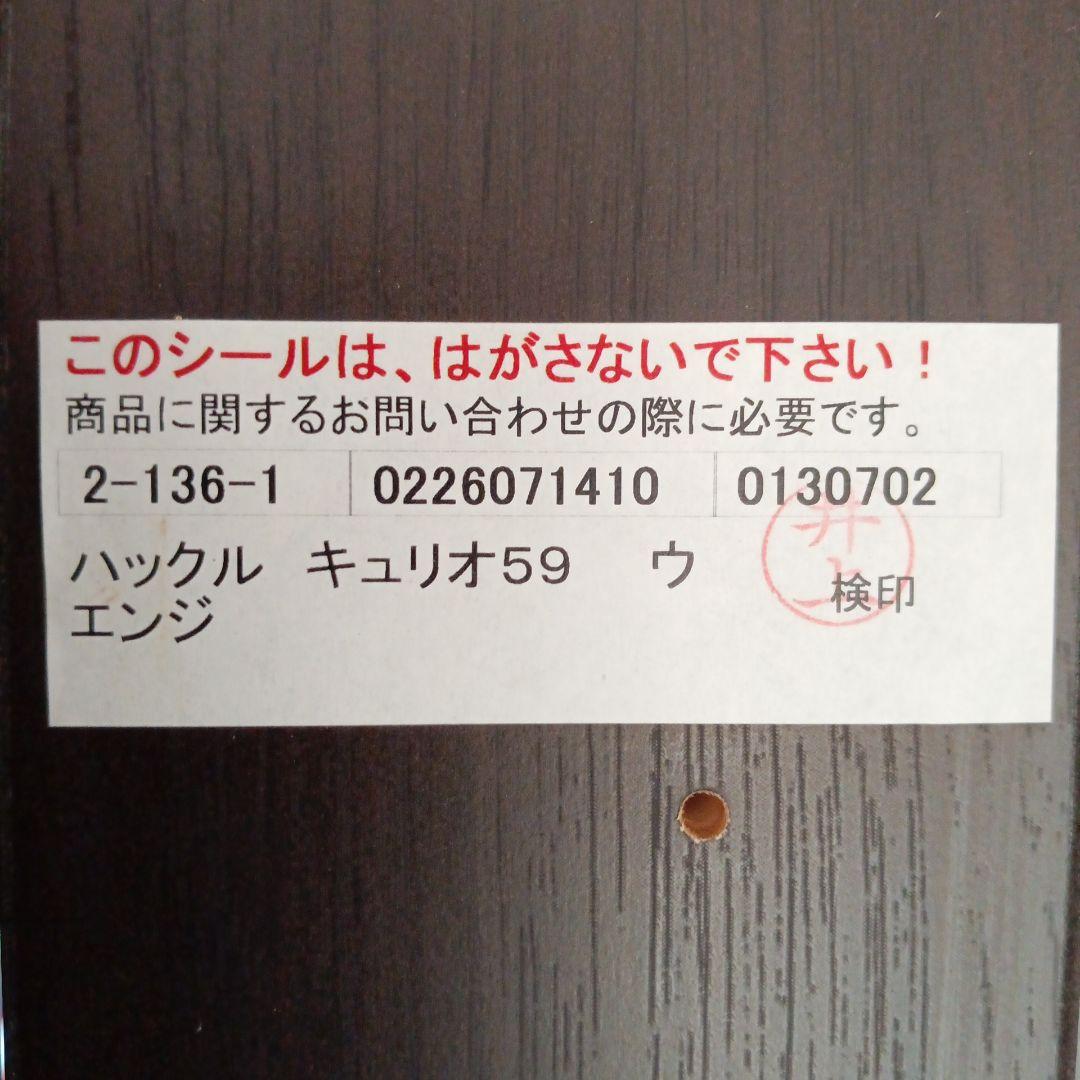 このシールは、はがさないで下さい！
商品に関するお問い合わせの際に必要です。
2-136-1 0226071410 0130702
ハックル　キュリオ59　ウ
エンジ
井上
検印